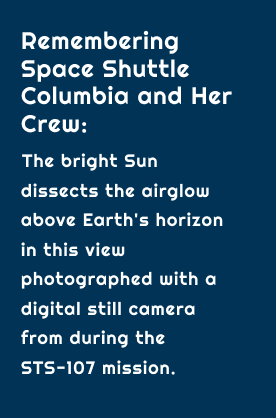 Remembering
Space Shuttle
Columbia and Her
Crew:
The bright Sun
dissects the airglow
above Earth's horizon
in this view
photographed with a
digital still camera
from during the
STS-107 mission.